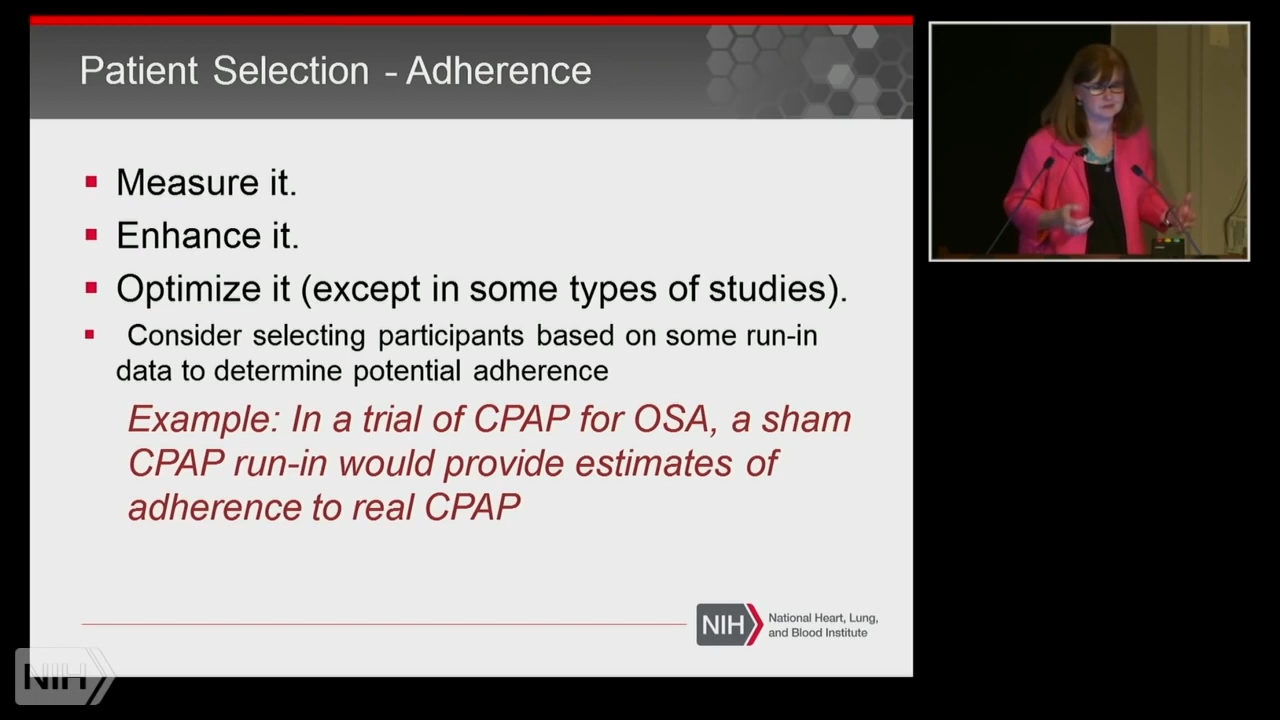 Patient Selection - Adherence
Measure it.
Enhance it.
Optimize it (except in some types of studies).
Consider selecting participants based on some run-in
data to determine potential adherence
Example: In a trial of CPAP for OSA, a sham
CPAP run-in would provide estimates of
adherence to real CPAP
NIH
National Heart, Lung,
and Blood Institute
NIH